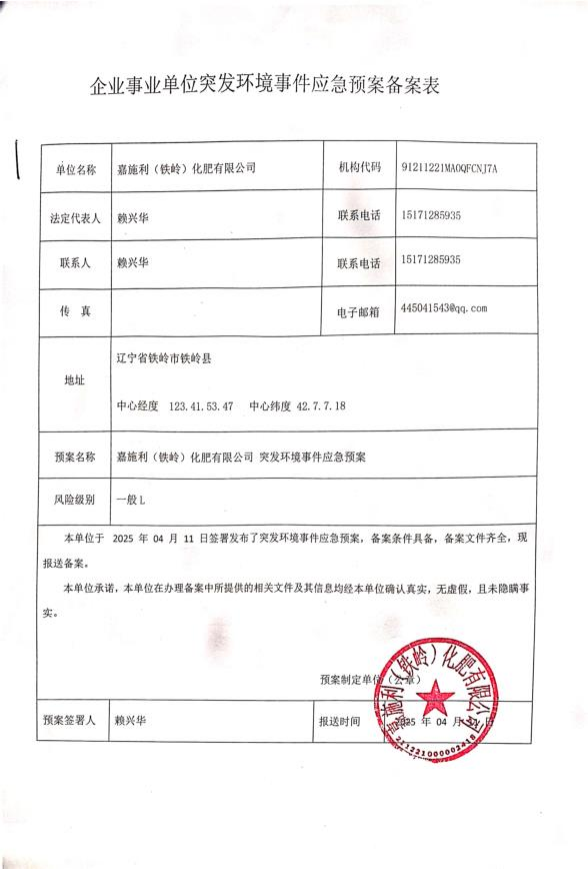 企业事业单位突发环境事件应急预案备案表
单位名称 嘉施利（铁岭）化肥有限公司 机构代码 91211221MA0QFCNJ7A
法定代表人 赖兴华 联系电话 15171285935
联系人 赖兴华 联系电话 15171285935
传 真 电子邮箱 445041543@qq.com
地址 辽宁省铁岭市铁岭县
中心经度 123.41.53.47 中心纬度 42.7.7.18
预案名称 嘉施利（铁岭）化肥有限公司 突发环境事件应急预案
风险级别 一般L
本单位于 2025 年 04 月 11 日签署发布了突发环境事件应急预案，备案条件具备，备案文件齐全，现
报送备案。
本单位承诺，本单位在办理备案中所提供的相关文件及其信息均经本单位确认真实，无虚假，且未隐瞒事
实。
预案制定单位（公章）
预案签署人 赖兴华 报送时间 2025 年 04 月 日
嘉施利（铁岭）化肥有限公司
211221000002418